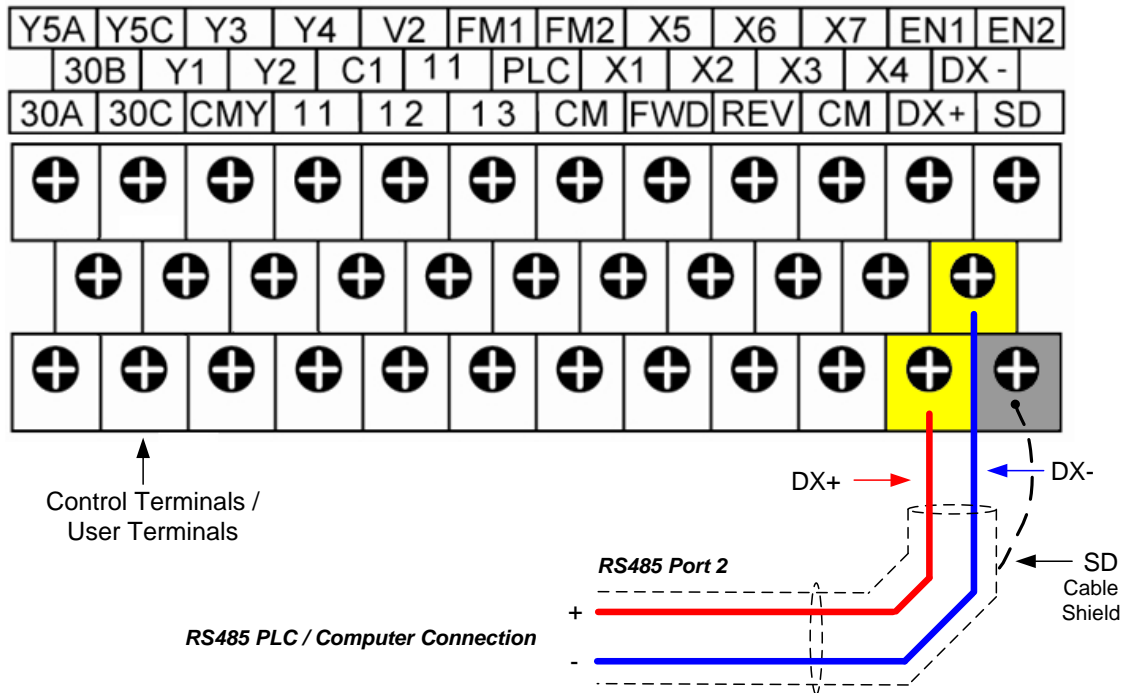 Y5A Y5C Y3 Y4 V2 FM1 FM2 X5 X6 X7 EN1 EN2
30B Y1 Y2 C1 11 PLC X1 X2 X3 X4 DX -
30A 30C CMY 11 12 13 CM FWD REV CM DX+ SD
Control Terminals /
User Terminals
DX+
DX-
RS485 Port 2
SD
Cable
Shield
+
RS485 PLC / Computer Connection
-